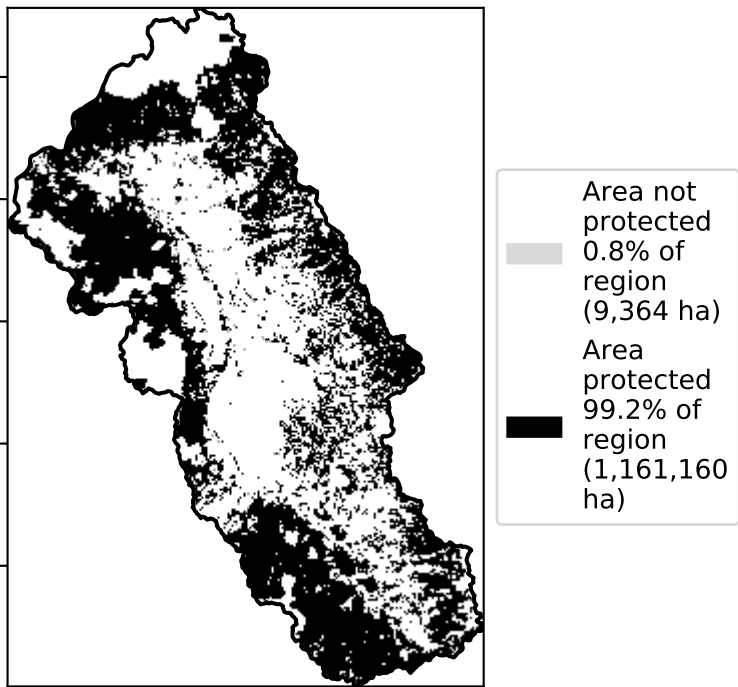 Area not
protected
0.8% of
region
(9,364 ha)
Area
protected
99.2% of
region
(1,161,160
ha)